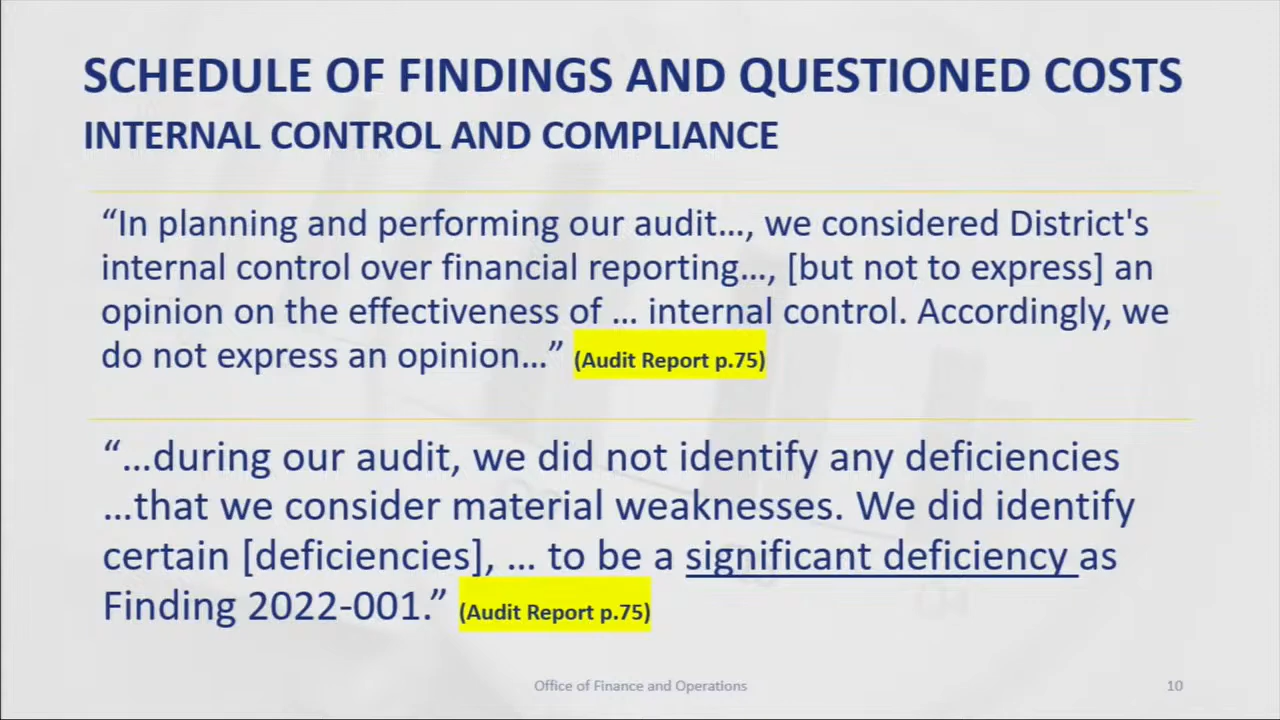 SCHEDULE OF FINDINGS AND QUESTIONED COSTS
INTERNAL CONTROL AND COMPLIANCE
“In planning and performing our audit…, we considered District's
internal control over financial reporting…, [but not to express] an
opinion on the effectiveness of … internal control. Accordingly, we
do not express an opinion…” (Audit Report p.75)
“…during our audit, we did not identify any deficiencies
…that we consider material weaknesses. We did identify
certain [deficiencies], … to be a significant deficiency as
Finding 2022-001.” (Audit Report p.75)
Office of Finance and Operations
10